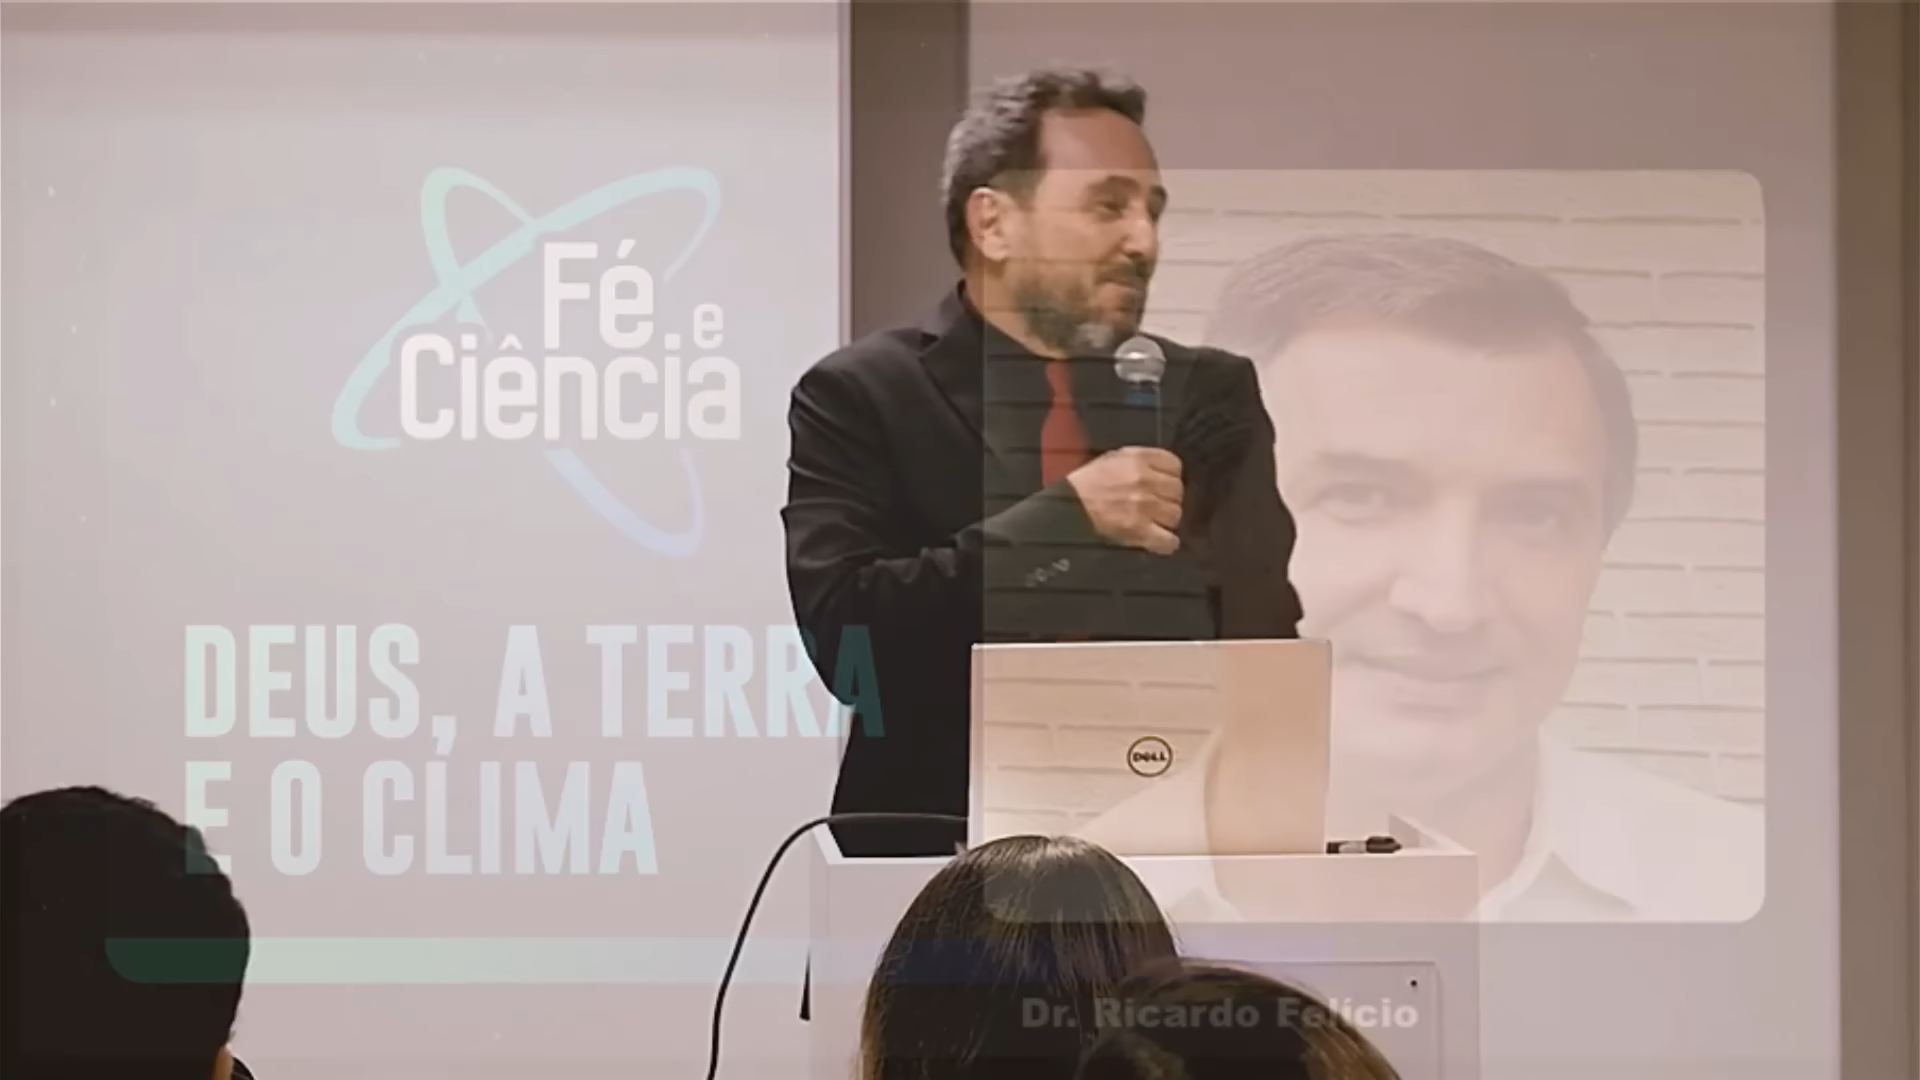 Fé e
Ciência
DEUS, A TERRA
E O CLIMA
DELL
Dr. Ricardo Felício